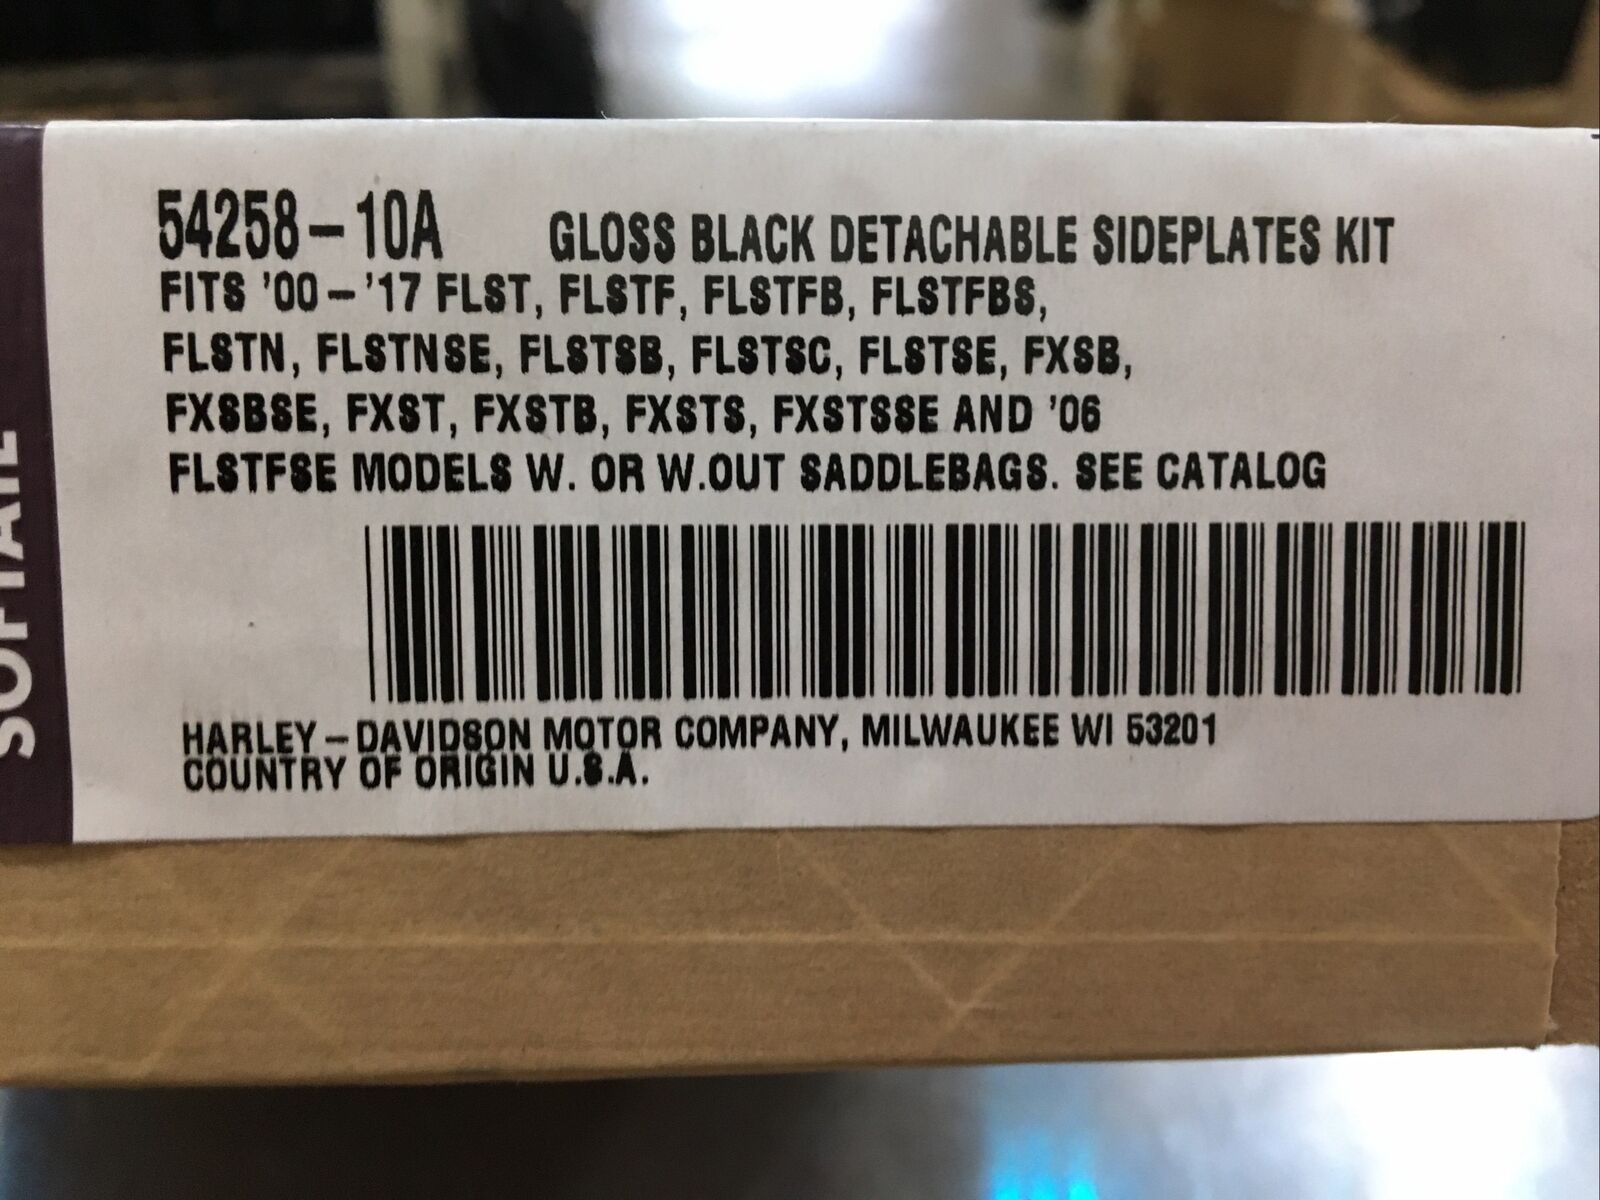 54258-10A GLOSS BLACK DETACHABLE SIDEPLATES KIT
FITS '00-'17 FLST, FLSTF, FLSTFB, FLSTFBS,
FLSTN, FLSTNSE, FLSTSB, FLSTSC, FLSTSE, FXSB,
FXSBSE, FXST, FXSTB, FXSTS, FXSTSSE AND '06
FLSTFSE MODELS W. OR W.OUT SADDLEBAGS. SEE CATALOG
HARLEY-DAVIDSON MOTOR COMPANY, MILWAUKEE WI 53201
COUNTRY OF ORIGIN U.S.A.
SOFTAIL